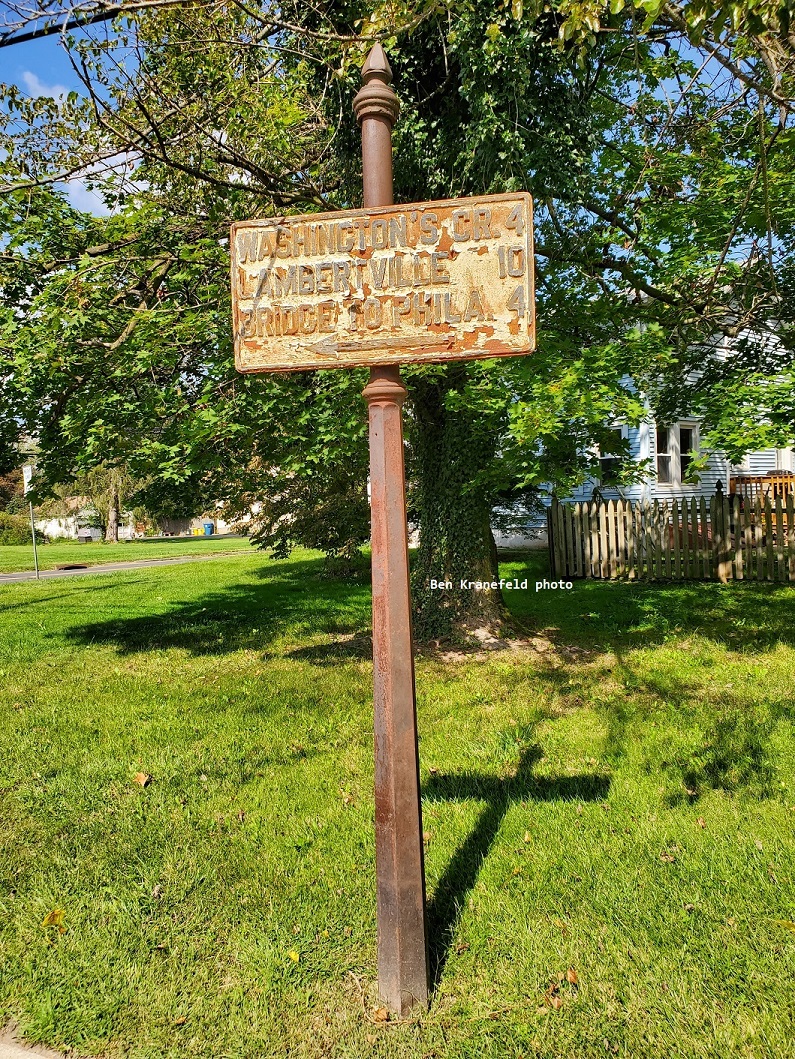 WASHINGTON'S CR. 4
LAMBERTVILLE 10
BRIDGE TO PHILA. 4
Ben Kranefeld photo